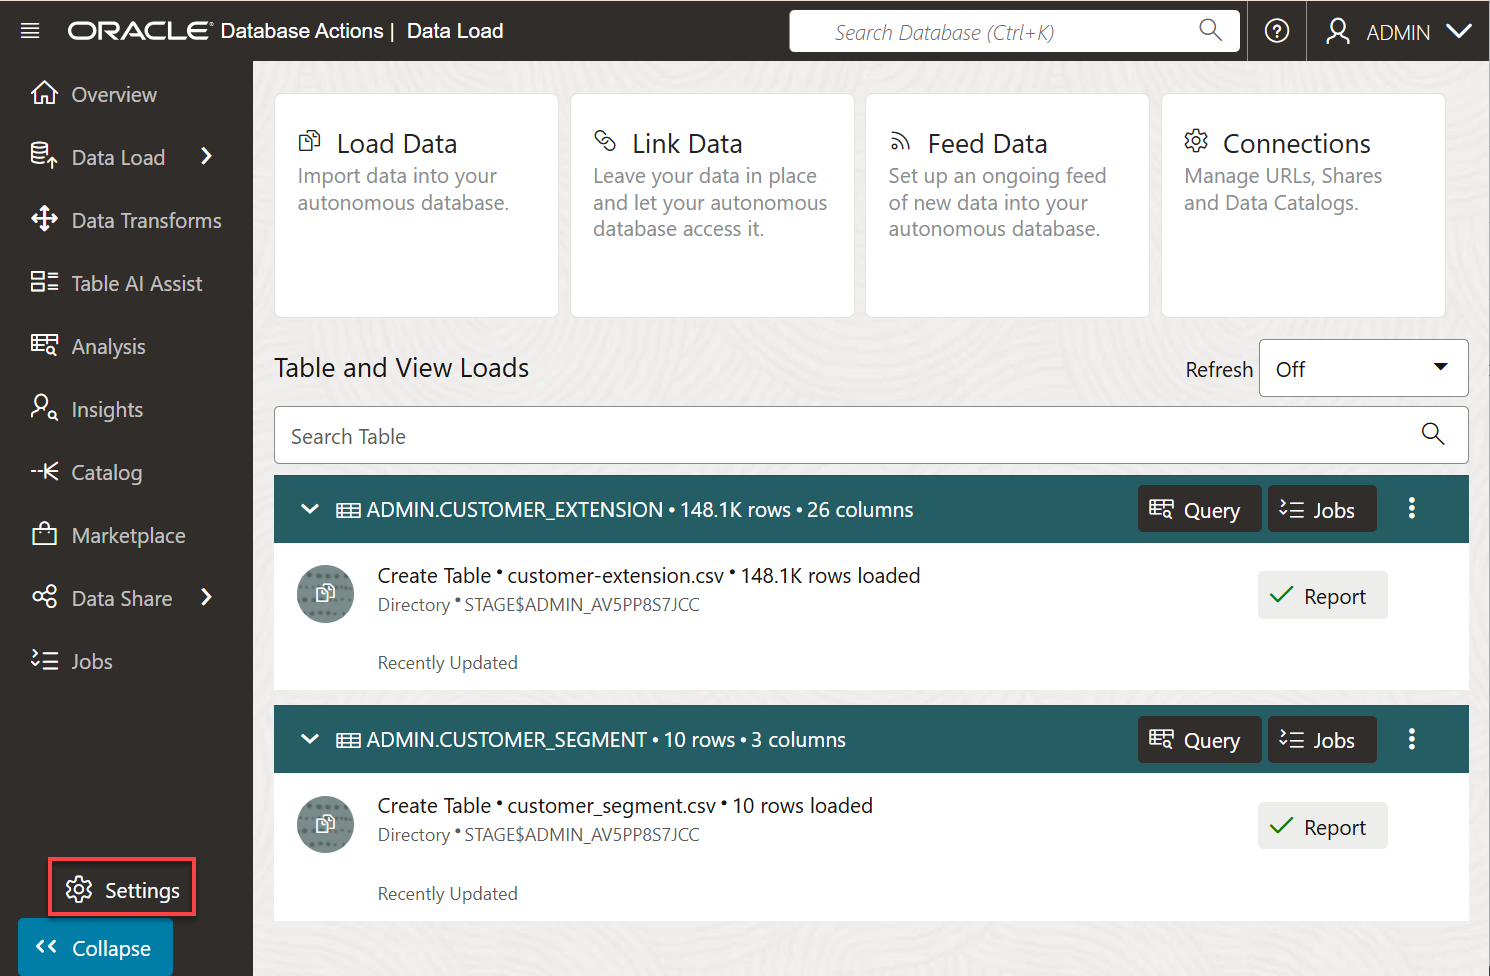 ORACLE Database Actions | Data Load
Search Database (Ctrl+K)
ADMIN
Overview
Data Load
Data Transforms
Table AI Assist
Analysis
Insights
Catalog
Marketplace
Data Share
Jobs
Settings
Collapse
Load Data
Import data into your
autonomous database.
Link Data
Leave your data in place
and let your autonomous
database access it.
Feed Data
Set up an ongoing feed
of new data into your
autonomous database.
Connections
Manage URLs, Shares
and Data Catalogs.
Table and View Loads
Refresh Off
Search Table
ADMIN.CUSTOMER_EXTENSION • 148.1K rows • 26 columns
Query
Jobs
Create Table • customer-extension.csv • 148.1K rows loaded
Directory • STAGE$ADMIN_AV5PP8S7JCC
Report
Recently Updated
ADMIN.CUSTOMER_SEGMENT • 10 rows • 3 columns
Query
Jobs
Create Table • customer_segment.csv • 10 rows loaded
Directory • STAGE$ADMIN_AV5PP8S7JCC
Report
Recently Updated